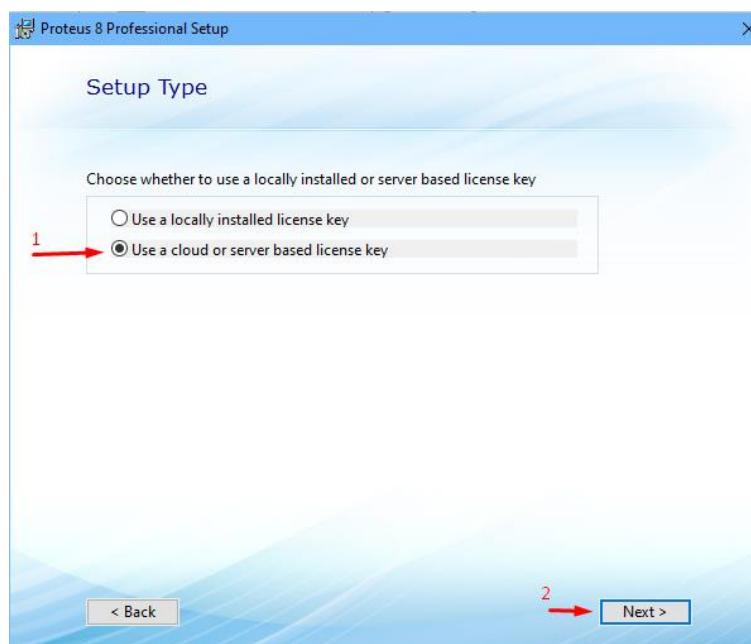 Proteus 8 Professional Setup
Setup Type
Choose whether to use a locally installed or server based license key
Use a locally installed license key
1
Use a cloud or server based license key
2
< Back
Next >